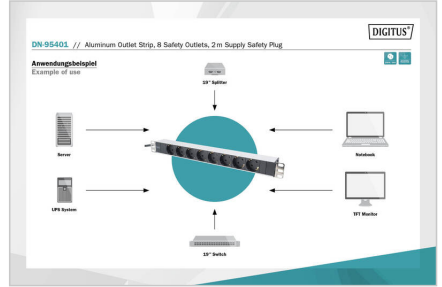 DIGITUS®
DN-95401 // Aluminum Outlet Strip, 8 Safety Outlets, 2 m Supply Safety Plug
Anwendungsbeispiel
Example of use
19" Splitter
Server
Notebook
UPS System
TFT Monitor
19" Switch